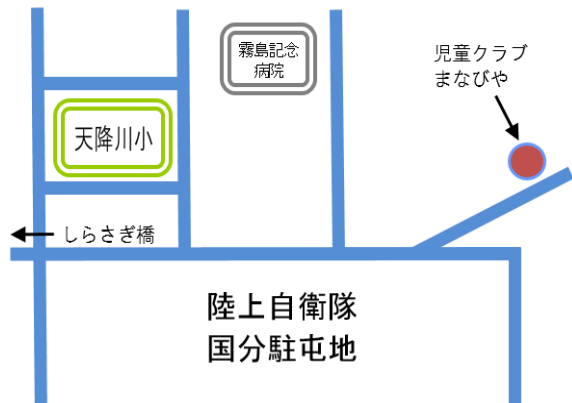 霧島記念
病院
児童クラブ
まなびや
天降川小
しらさぎ橋
陸上自衛隊
国分駐屯地